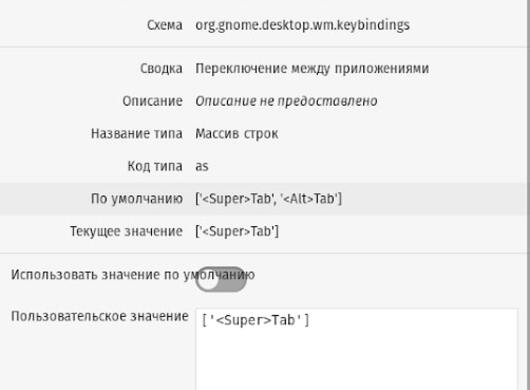 Схема org.gnome.desktop.wm.keybindings
Сводка Переключение между приложениями
Описание Описание не предоставлено
Название типа Массив строк
Код типа as
По умолчанию ['<Super>Tab', '<Alt>Tab']
Текущее значение ['<Super>Tab']
Использовать значение по умолчанию
Пользовательское значение ['<Super>Tab']